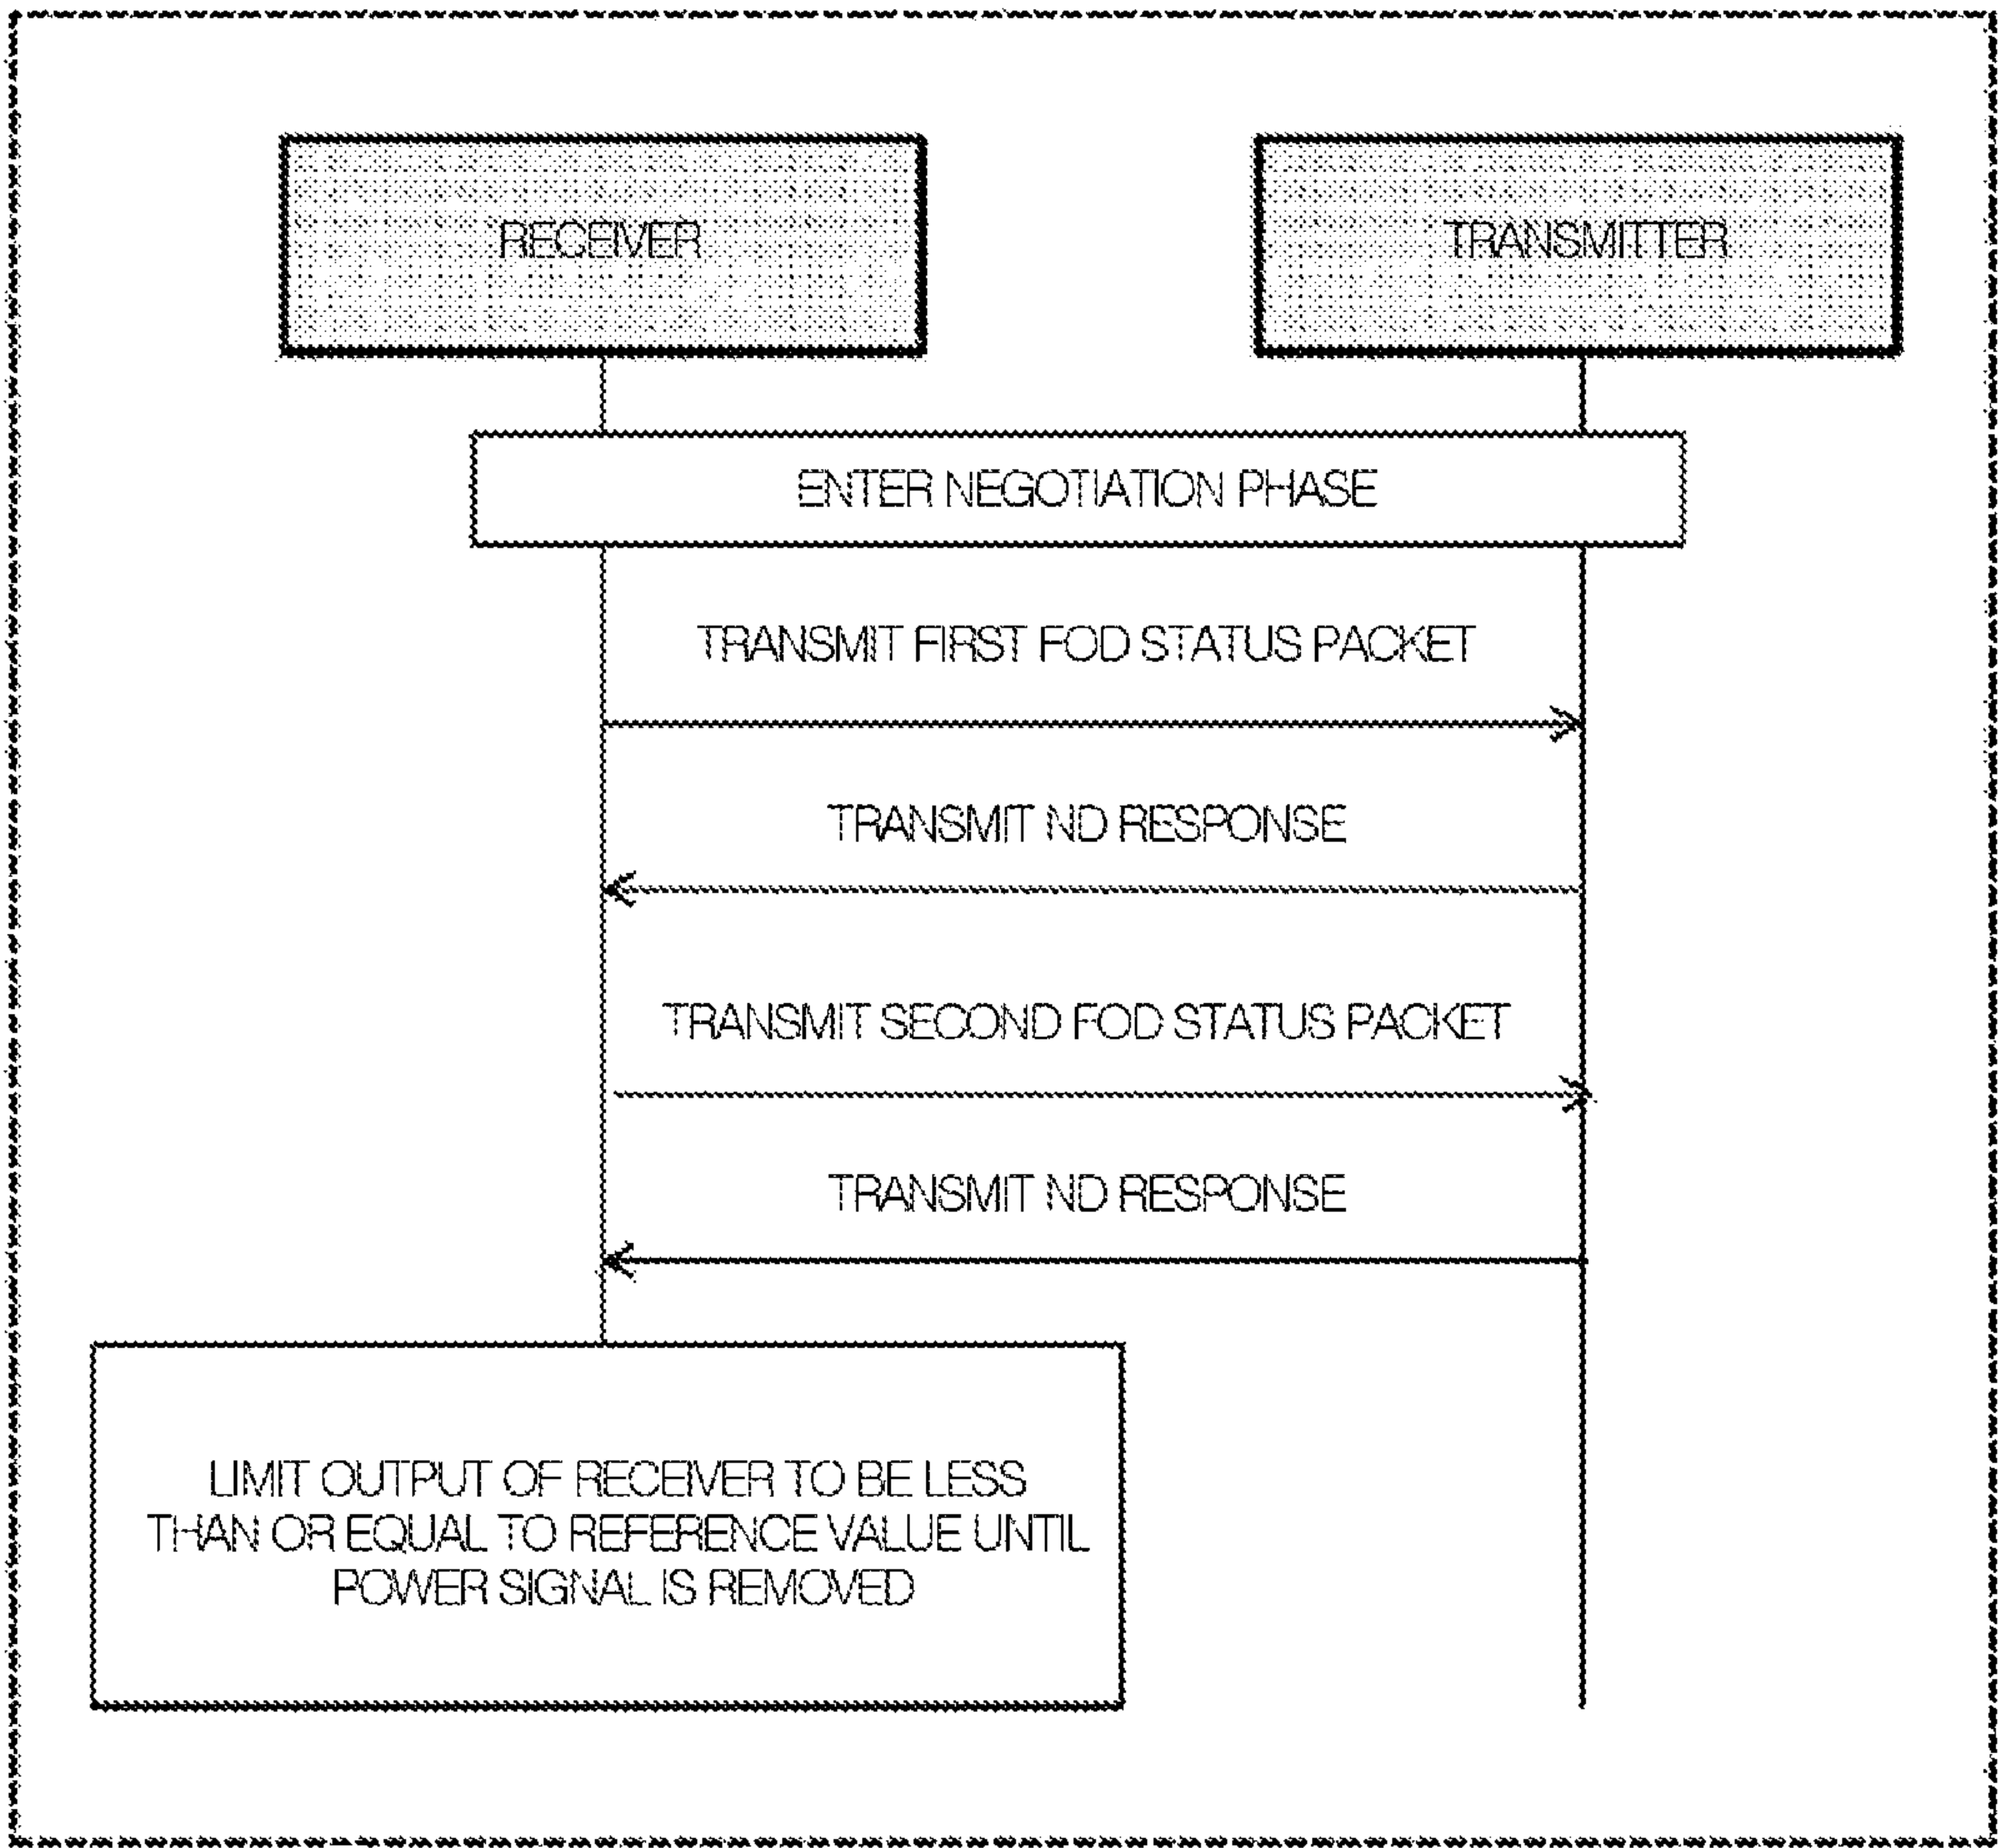 RECEIVER
TRANSMITTER
ENTER NEGOTIATION PHASE
TRANSMIT FIRST FOD STATUS PACKET
TRANSMIT ND RESPONSE
TRANSMIT SECOND FOD STATUS PACKET
TRANSMIT ND RESPONSE
LIMIT OUTPUT OF RECEIVER TO BE LESS
THAN OR EQUAL TO REFERENCE VALUE UNTIL
POWER SIGNAL IS REMOVED